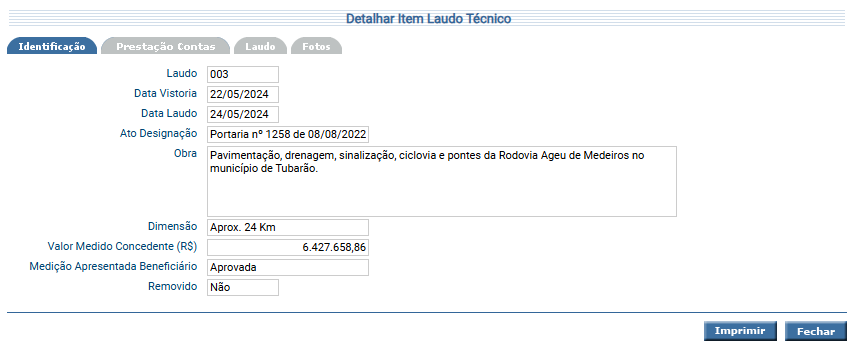 Detalhar Item Laudo Técnico
Identificação Prestação Contas Laudo Fotos
Laudo 003
Data Vistoria 22/05/2024
Data Laudo 24/05/2024
Ato Designação Portaria nº 1258 de 08/08/2022
Obra Pavimentação, drenagem, sinalização, ciclovia e pontes da Rodovia Ageu de Medeiros no
município de Tubarão.
Dimensão Aprox. 24 Km
Valor Medido Concedente (R$) 6.427.658,86
Medição Apresentada Beneficiário Aprovada
Removido Não
Imprimir Fechar